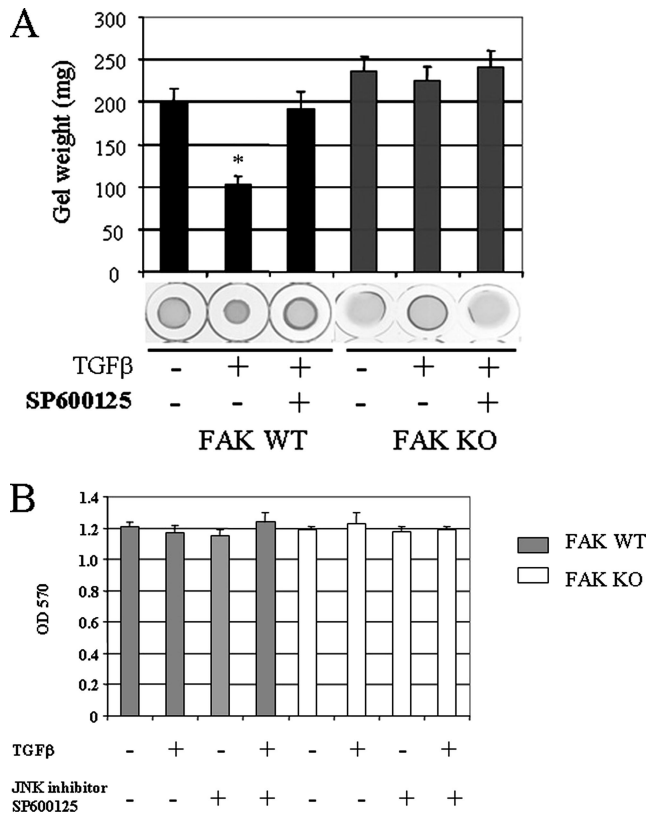 A
Gel weight (mg)
300
250
200
150
100
50
0
*
TGFβ - + + - + +
SP600125 - - + - - +
FAK WT FAK KO
B
OD 570
1.4
1.2
1.2
0.8
0.6
0.4
0.2
0
FAK WT
FAK KO
TGFβ - + - + - + - +
JNK inhibitor
SP600125 - - + + - - + +